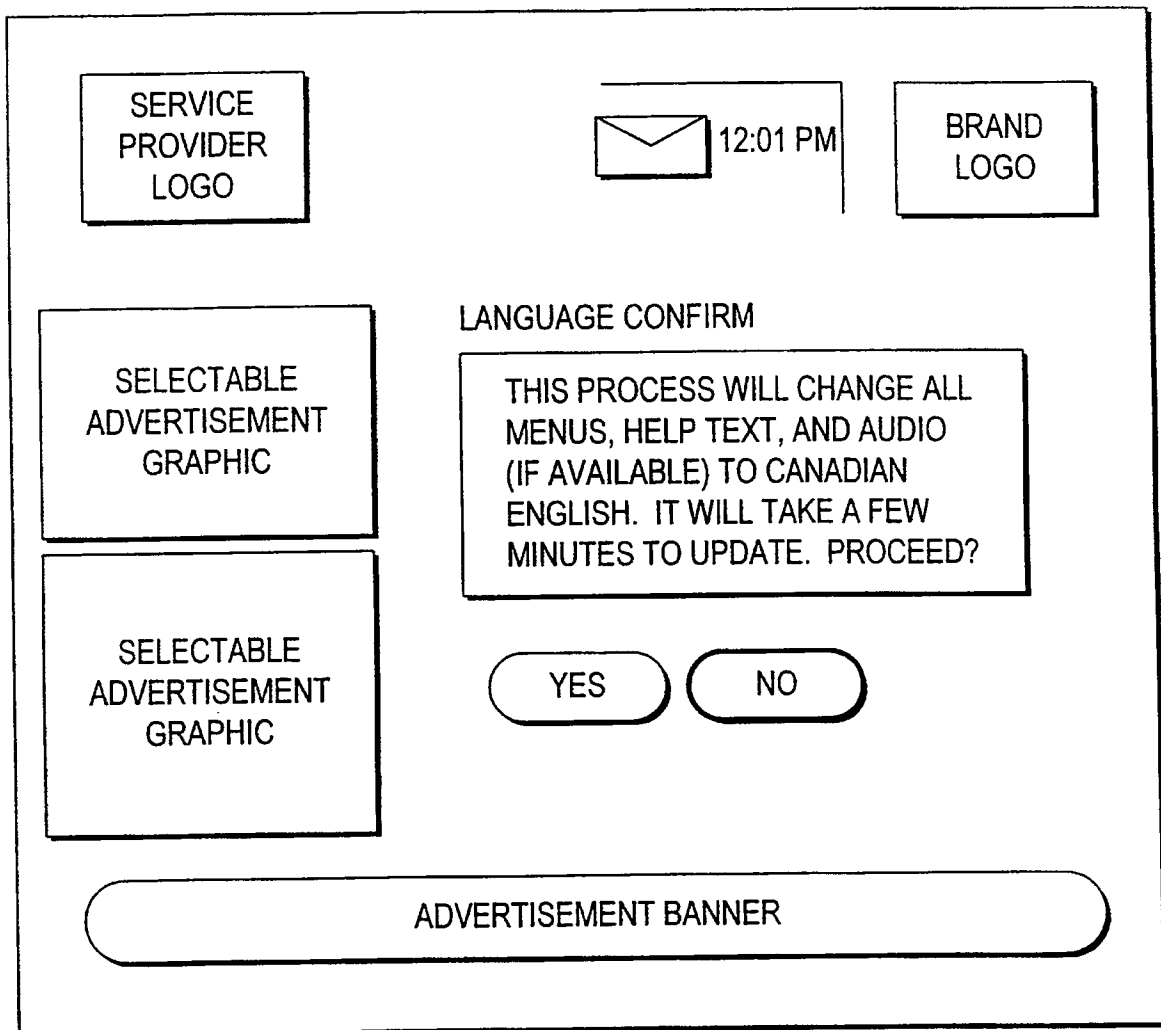 SERVICE
PROVIDER
LOGO
12:01 PM
BRAND
LOGO
SELECTABLE
ADVERTISEMENT
GRAPHIC
SELECTABLE
ADVERTISEMENT
GRAPHIC
LANGUAGE CONFIRM
THIS PROCESS WILL CHANGE ALL
MENUS, HELP TEXT, AND AUDIO
(IF AVAILABLE) TO CANADIAN
ENGLISH. IT WILL TAKE A FEW
MINUTES TO UPDATE. PROCEED?
YES NO
ADVERTISEMENT BANNER